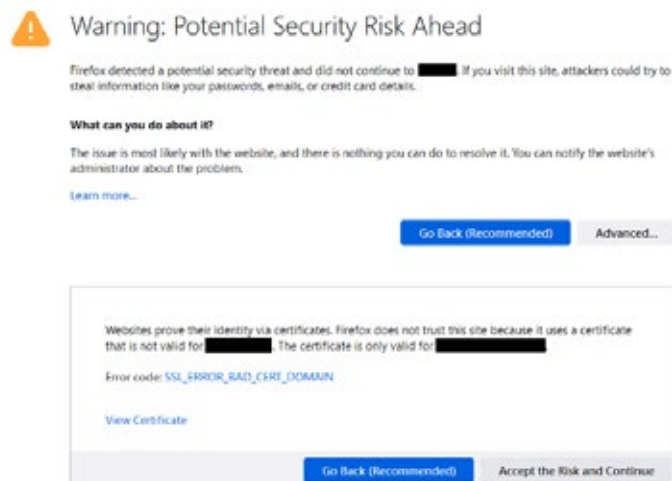 Warning: Potential Security Risk Ahead
Firefox detected a potential security threat and did not continue to . If you visit this site, attackers could try to
steal information like your passwords, emails, or credit card details.
What can you do about it?
The issue is most likely with the website, and there is nothing you can do to resolve it. You can notify the website's
administrator about the problem.
Learn more...
Go Back (Recommended) Advanced...
Websites prove their identity via certificates. Firefox does not trust this site because it uses a certificate
that is not valid for . The certificate is only valid for .
Error code: SSL_ERROR_BAD_CERT_DOMAIN
View Certificate
Go Back (Recommended) Accept the Risk and Continue